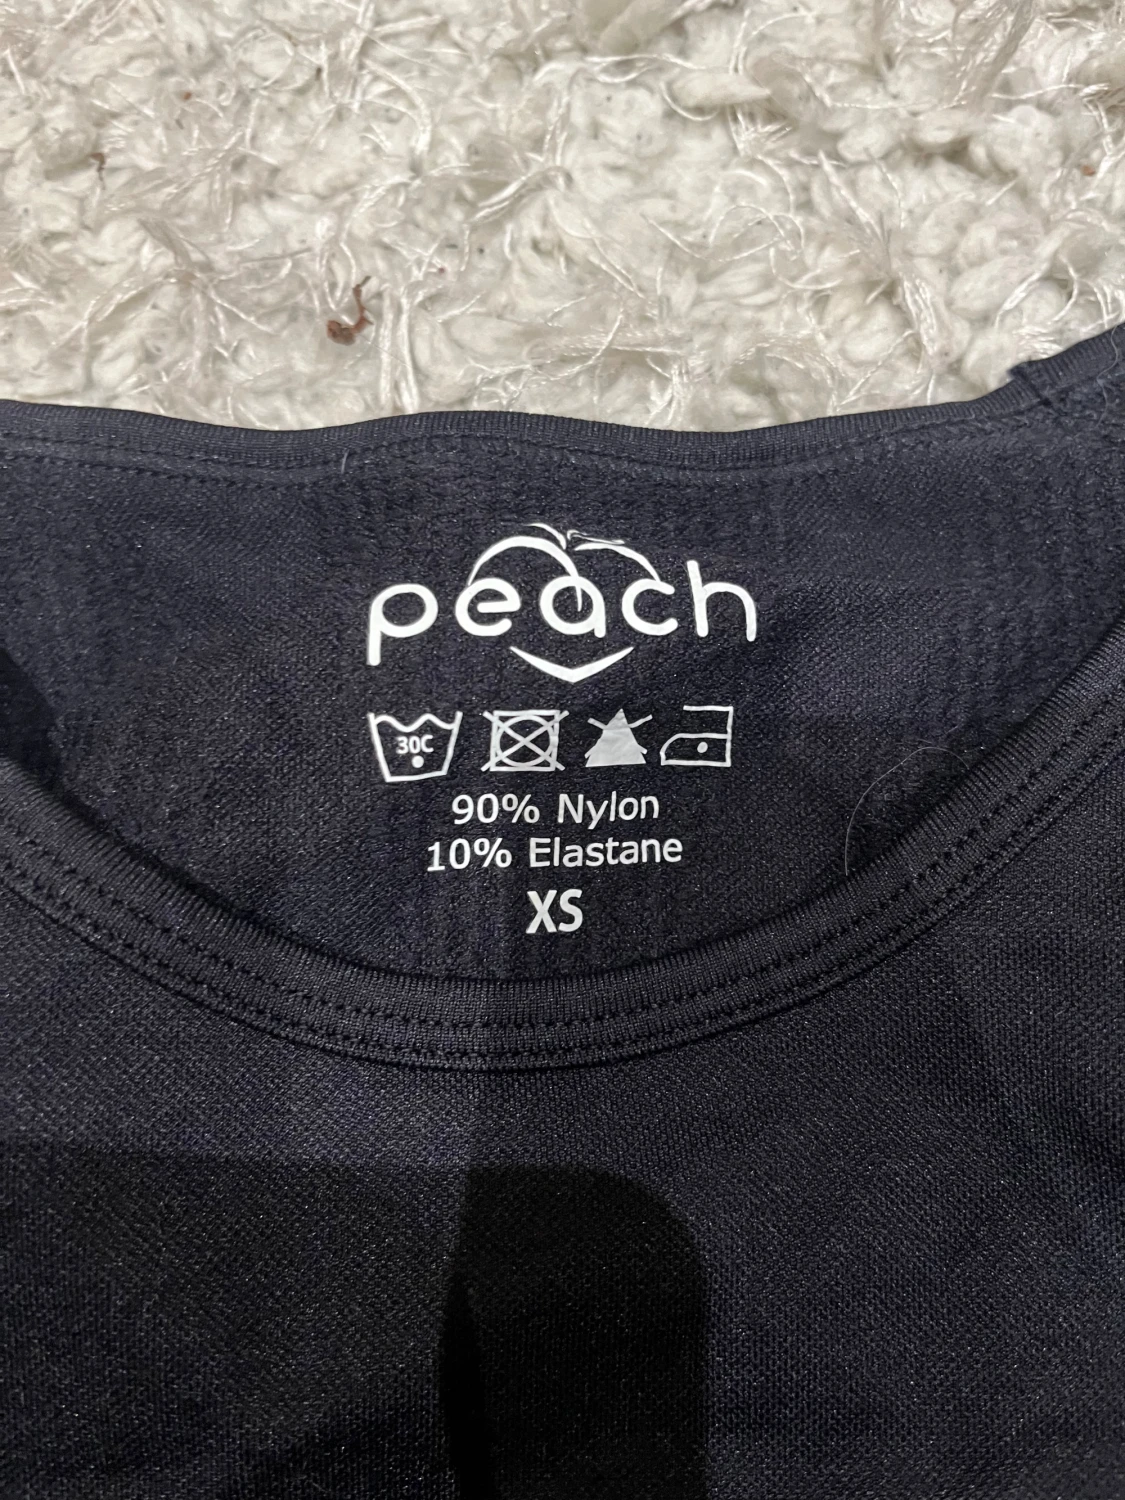 peach
30C
90% Nylon
10% Elastane
XS